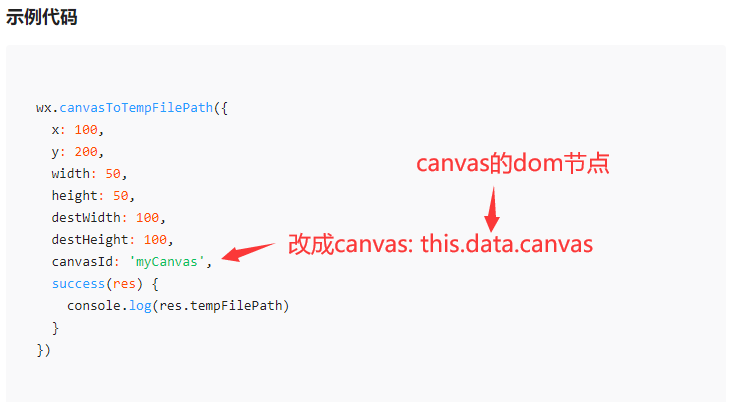 示例代码
wx.canvasToTempFilePath({
  x: 100,
  y: 200,
  width: 50,
  height: 50,
  destWidth: 100,
  destHeight: 100,
  canvasId: 'myCanvas',
  success(res) {
    console.log(res.tempFilePath)
  }
})
canvas的dom节点
改成canvas: this.data.canvas